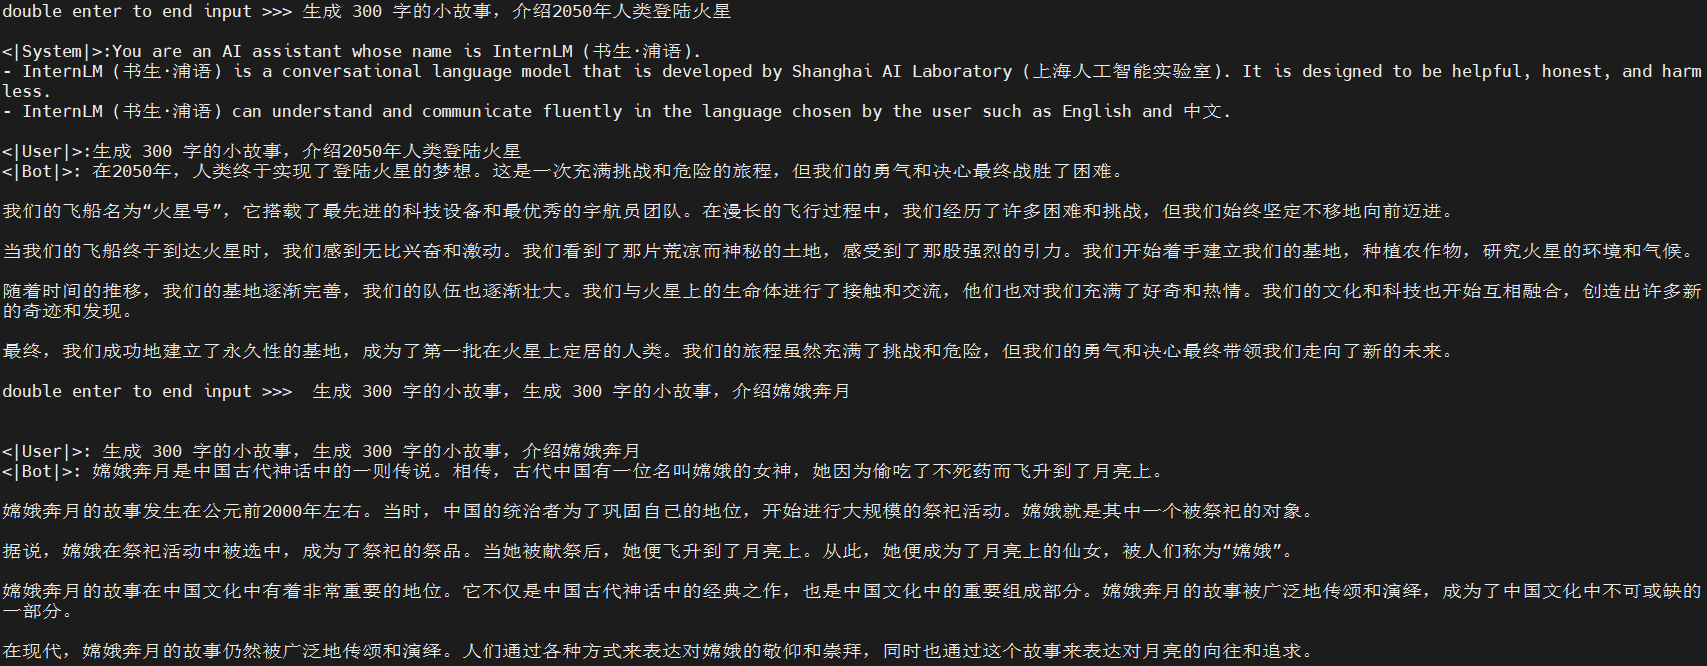 double enter to end input >>> 生成 300 字的小故事，介绍2050年人类登陆火星
<|System|>:You are an AI assistant whose name is InternLM (书生·浦语).
- InternLM (书生·浦语) is a conversational language model that is developed by Shanghai AI Laboratory (上海人工智能实验室). It is designed to be helpful, honest, and harm
less.
- InternLM (书生·浦语) can understand and communicate fluently in the language chosen by the user such as English and 中文.
<|User|>:生成 300 字的小故事，介绍2050年人类登陆火星
<|Bot|>: 在2050年，人类终于实现了登陆火星的梦想。这是一次充满挑战和危险的旅程，但我们的勇气和决心最终战胜了困难。
我们的飞船名为“火星号”，它搭载了最先进的科技设备和最优秀的宇航员团队。在漫长的飞行过程中，我们经历了许多困难和挑战，但我们始终坚定不移地向前迈进。
当我们的飞船终于到达火星时，我们感到无比兴奋和激动。我们看到了那片荒凉而神秘的土地，感受到了那股强烈的引力。我们开始着手建立我们的基地，种植农作物，研究火星的环境和气候。
随着时间的推移，我们的基地逐渐完善，我们的队伍也逐渐壮大。我们与火星上的生命体进行了接触和交流，他们也对我们充满了好奇和热情。我们的文化和科技也开始互相融合，创造出许多新
的奇迹和发现。
最终，我们成功地建立了永久性的基地，成为了第一批在火星上定居的人类。我们的旅程虽然充满了挑战和危险，但我们的勇气和决心最终带领我们走向了新的未来。
double enter to end input >>>  生成 300 字的小故事，生成 300 字的小故事，介绍嫦娥奔月
<|User|>: 生成 300 字的小故事，生成 300 字的小故事，介绍嫦娥奔月
<|Bot|>: 嫦娥奔月是中国古代神话中的一则传说。相传，古代中国有一位名叫嫦娥的女神，她因为偷吃了不死药而飞升到了月亮上。
嫦娥奔月的故事发生在公元前2000年左右。当时，中国的统治者为了巩固自己的地位，开始进行大规模的祭祀活动。嫦娥就是其中一个被祭祀的对象。
据说，嫦娥在祭祀活动中被选中，成为了祭祀的祭品。当她被献祭后，她便飞升到了月亮上。从此，她便成为了月亮上的仙女，被人们称为“嫦娥”。
嫦娥奔月的故事在中国文化中有着非常重要的地位。它不仅是中国古代神话中的经典之作，也是中国文化中的重要组成部分。嫦娥奔月的故事被广泛地传颂和演绎，成为了中国文化中不可或缺的
一部分。
在现代，嫦娥奔月的故事仍然被广泛地传颂和演绎。人们通过各种方式来表达对嫦娥的敬仰和崇拜，同时也通过这个故事来表达对月亮的向往和追求。